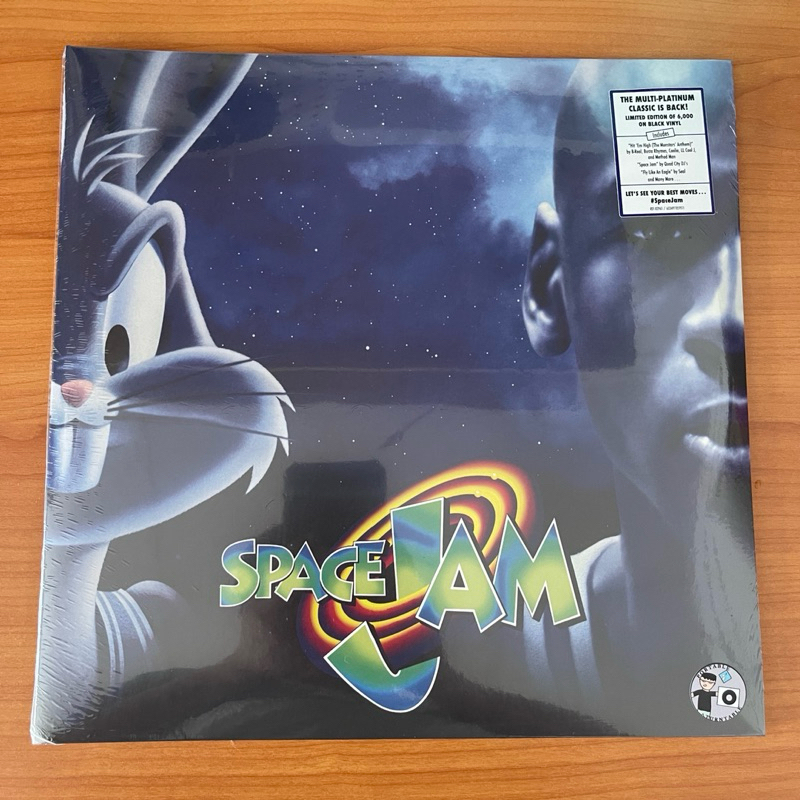 THE MULTI-PLATINUM
CLASSIC IS BACK!
LIMITED EDITION OF 6,000
ON BLACK VINYL
Includes
"Hit 'Em High (The Monstars' Anthem)"
by B-Real, Busta Rhymes, Coolio, LL Cool J,
and Method Man
"Space Jam" by Quad City DJ's
"Fly Like An Eagle" by Seal
and Many More...
LET'S SEE YOUR BEST MOVES...
#SpaceJam
SPACE JAM